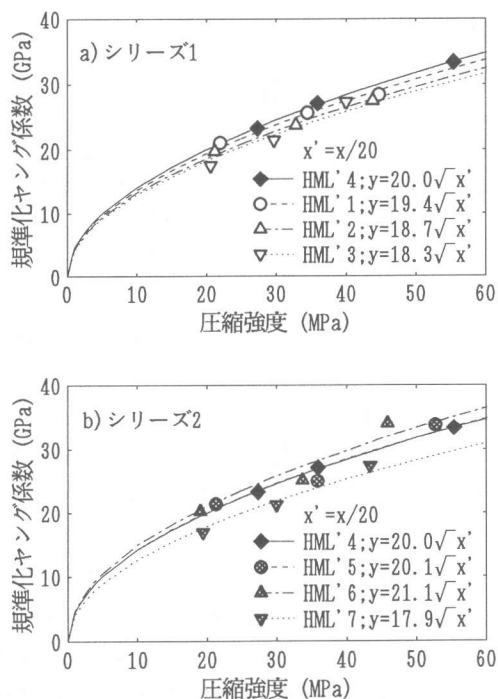 40
a) シリーズ1
30
20
x'=x/20
HML'4;y=20.0√x'
HML'1;y=19.4√x'
10
HML'2;y=18.7√x'
HML'3;y=18.3√x'
0
0 10 20 30 40 50 60
規準化ヤング係数 (GPa)
圧縮強度 (MPa)
40
b) シリーズ2
30
20
x'=x/20
HML'4;y=20.0√x'
HML'5;y=20.1√x'
10
HML'6;y=21.1√x'
HML'7;y=17.9√x'
0
0 10 20 30 40 50 60
規準化ヤング係数 (GPa)
圧縮強度 (MPa)